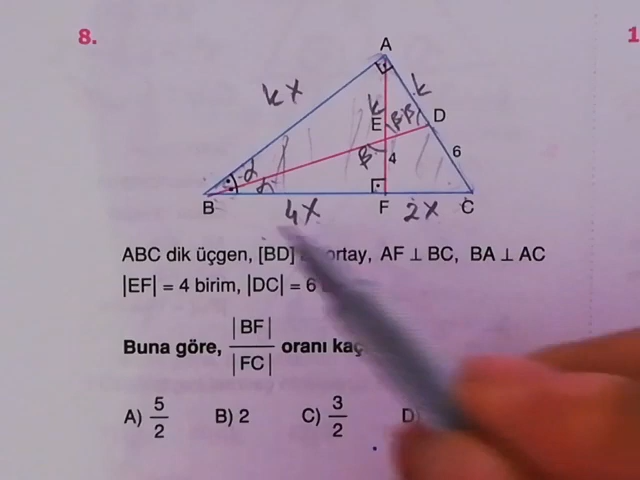 8.
1
A
kx
k
k
E
β
β
D
α
β
4
6
α
B
F
C
4x
2x
ABC dik üçgen, [BD] ortay, AF ⊥ BC, BA ⊥ AC
|EF| = 4 birim, |DC| = 6
Buna göre, |BF| / |FC| oranı kaç
A) 5/2 B) 2 C) 3/2 D)